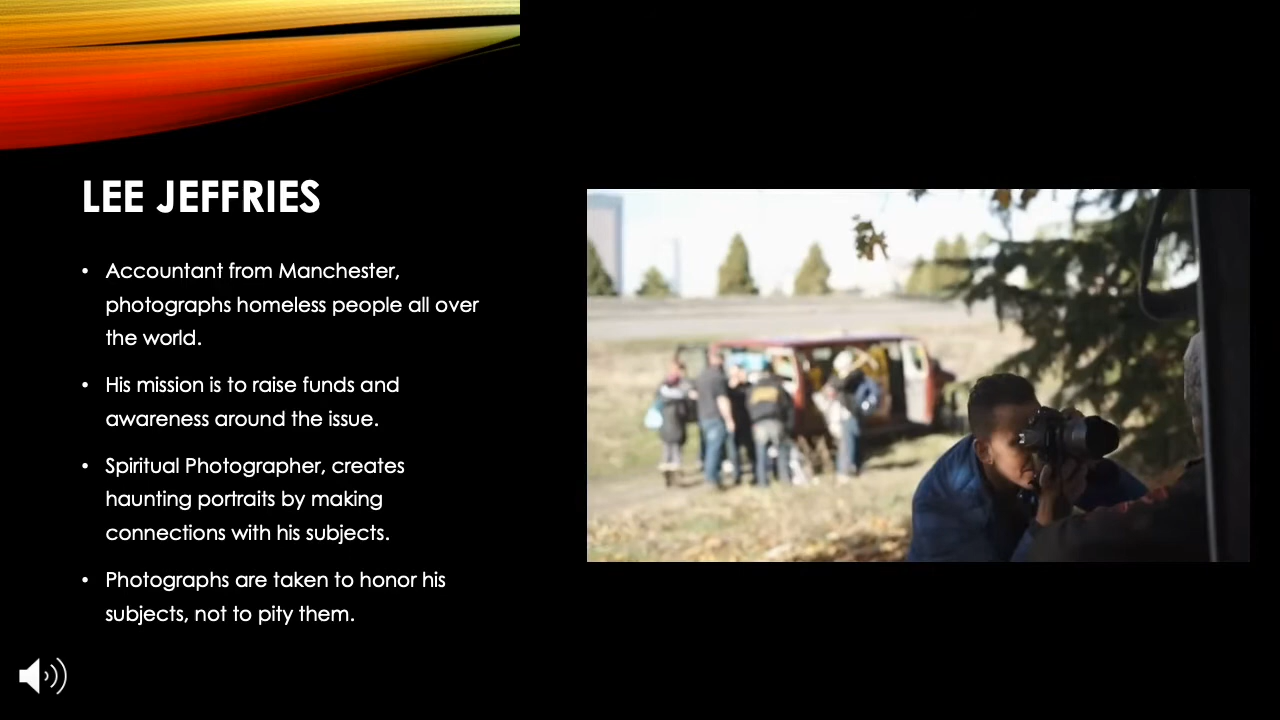 LEE JEFFRIES
• Accountant from Manchester,
photographs homeless people all over
the world.
• His mission is to raise funds and
awareness around the issue.
• Spiritual Photographer, creates
haunting portraits by making
connections with his subjects.
• Photographs are taken to honor his
subjects, not to pity them.